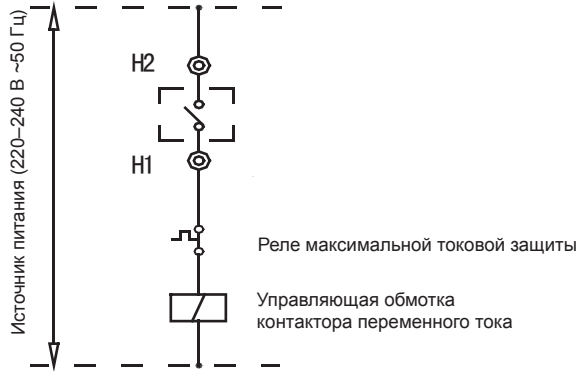 Источник питания (220–240 В ~50 Гц)
H2
H1
Реле максимальной токовой защиты
Управляющая обмотка
контактора переменного тока